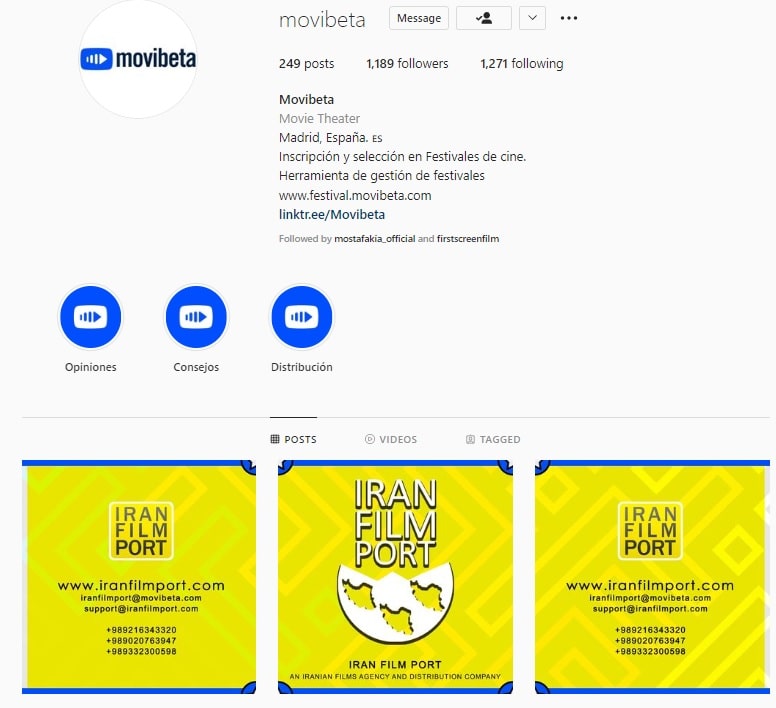 movibeta
movibeta
Message
249 posts
1,189 followers
1,271 following
Movibeta
Movie Theater
Madrid, España. ES
Inscripción y selección en Festivales de cine.
Herramienta de gestión de festivales
www.festival.movibeta.com
linktr.ee/Movibeta
Followed by mostafakia_official and firstscreenfilm
Opiniones
Consejos
Distribución
POSTS
VIDEOS
TAGGED
IRAN
FILM
PORT
www.iranfilmport.com
iranfilmport@movibeta.com
support@iranfilmport.com
+989216343320
+989020763947
+989332300598
IRAN
FILM
PORT
IRAN FILM PORT
AN IRANIAN FILMS AGENCY AND DISTRIBUTION COMPANY
IRAN
FILM
PORT
www.iranfilmport.com
iranfilmport@movibeta.com
support@iranfilmport.com
+989216343320
+989020763947
+989332300598